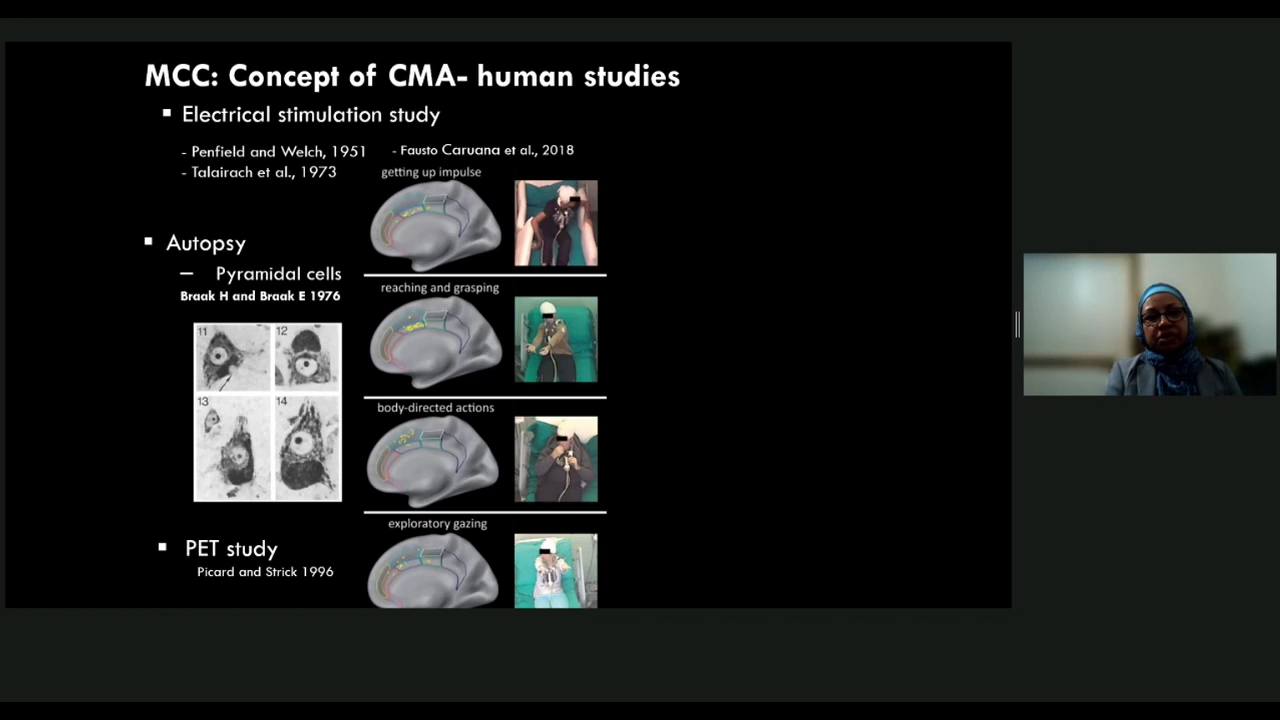 MCC: Concept of CMA- human studies
▪ Electrical stimulation study
- Penfield and Welch, 1951
- Talairach et al., 1973
- Fausto Caruana et al., 2018
getting up impulse
reaching and grasping
body-directed actions
exploratory gazing
▪ Autopsy
– Pyramidal cells
Braak H and Braak E 1976
11 12
13 14
▪ PET study
Picard and Strick 1996